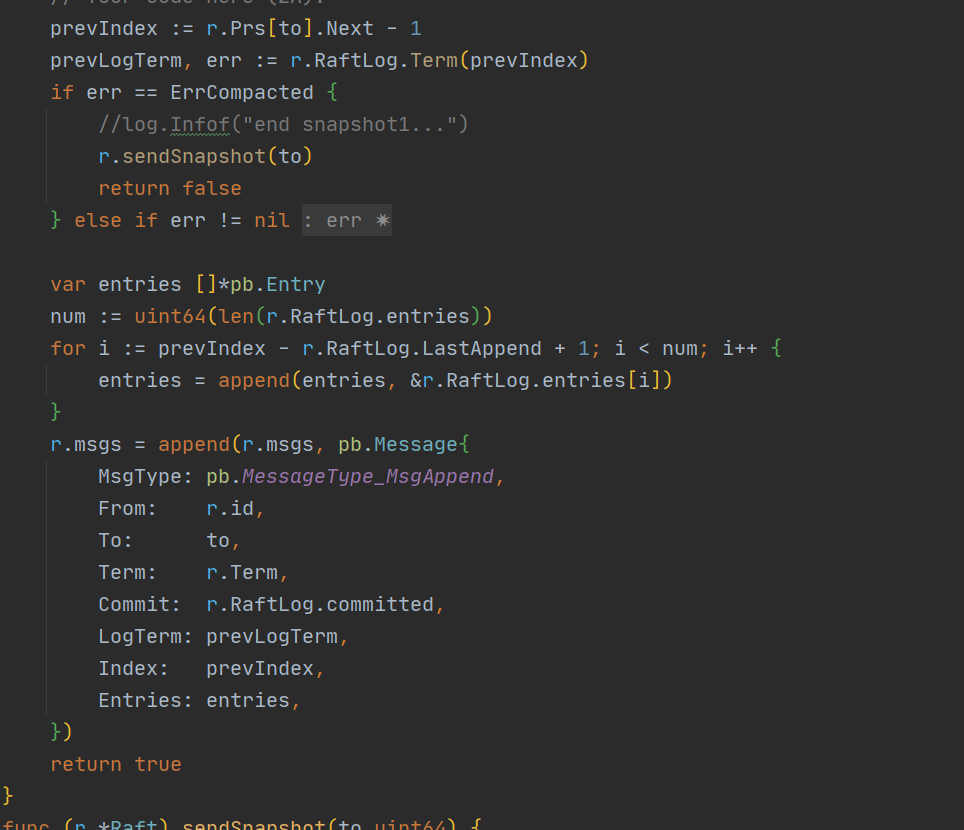 // Your Code Here (2A).
prevIndex := r.Prs[to].Next - 1
prevLogTerm, err := r.RaftLog.Term(prevIndex)
if err == ErrCompacted {
//log.Infof("end snapshot1...")
r.sendSnapshot(to)
return false
} else if err != nil : err ✷
var entries []*pb.Entry
num := uint64(len(r.RaftLog.entries))
for i := prevIndex - r.RaftLog.LastAppend + 1; i < num; i++ {
entries = append(entries, &r.RaftLog.entries[i])
}
r.msgs = append(r.msgs, pb.Message{
MsgType: pb.MessageType_MsgAppend,
From: r.id,
To: to,
Term: r.Term,
Commit: r.RaftLog.committed,
LogTerm: prevLogTerm,
Index: prevIndex,
Entries: entries,
})
return true
}
func (r *Raft) sendSnapshot(to uint64) {